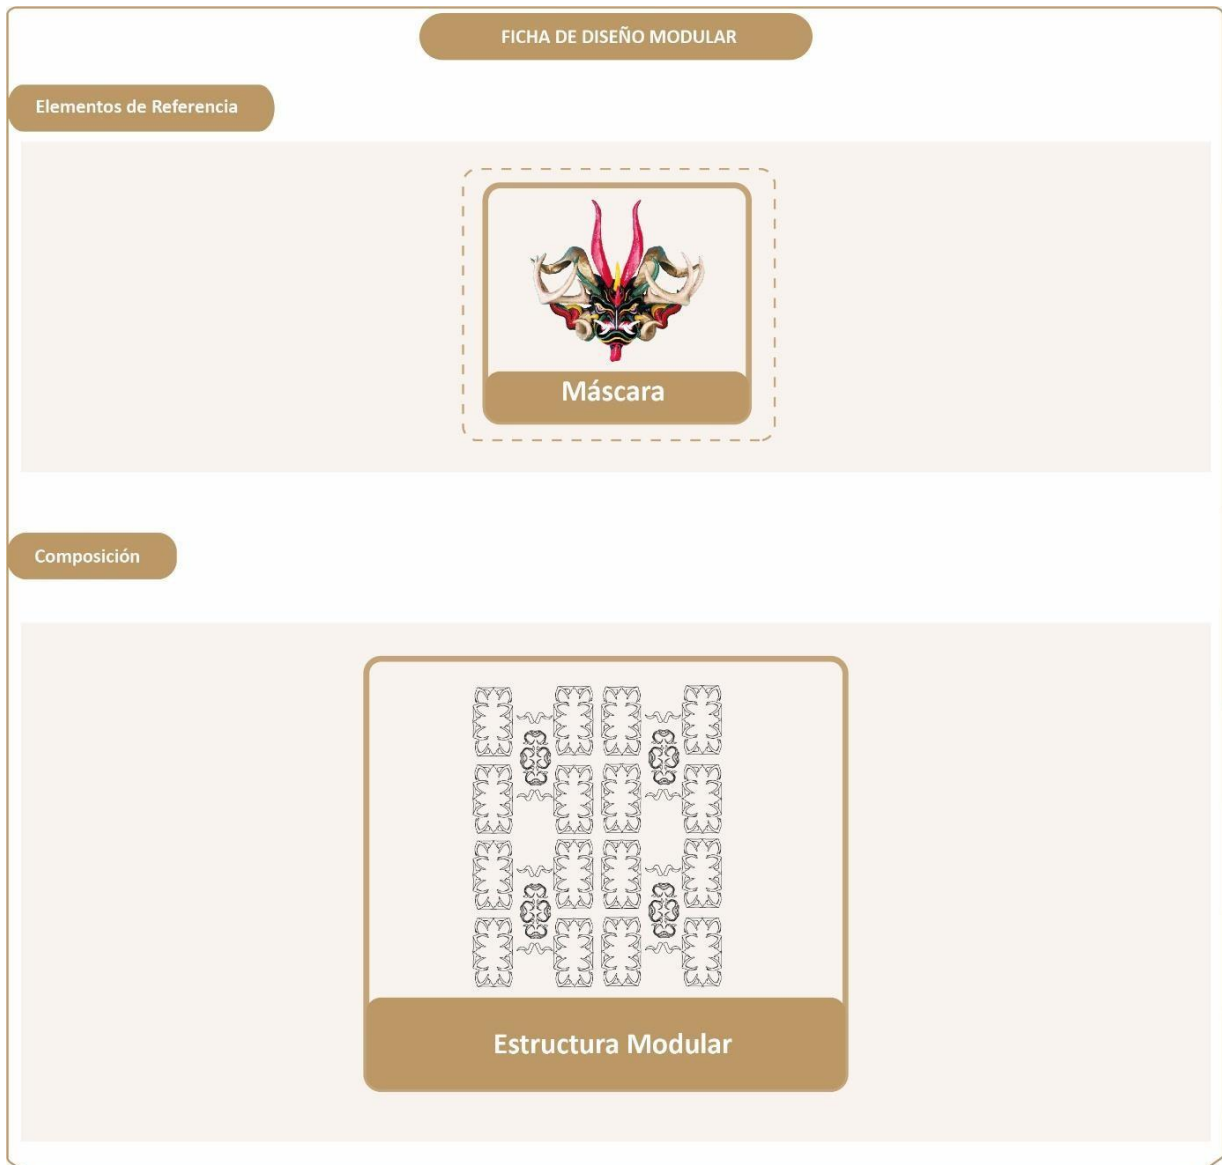 FICHA DE DISEÑO MODULAR
Elementos de Referencia
Máscara
Composición
Estructura Modular